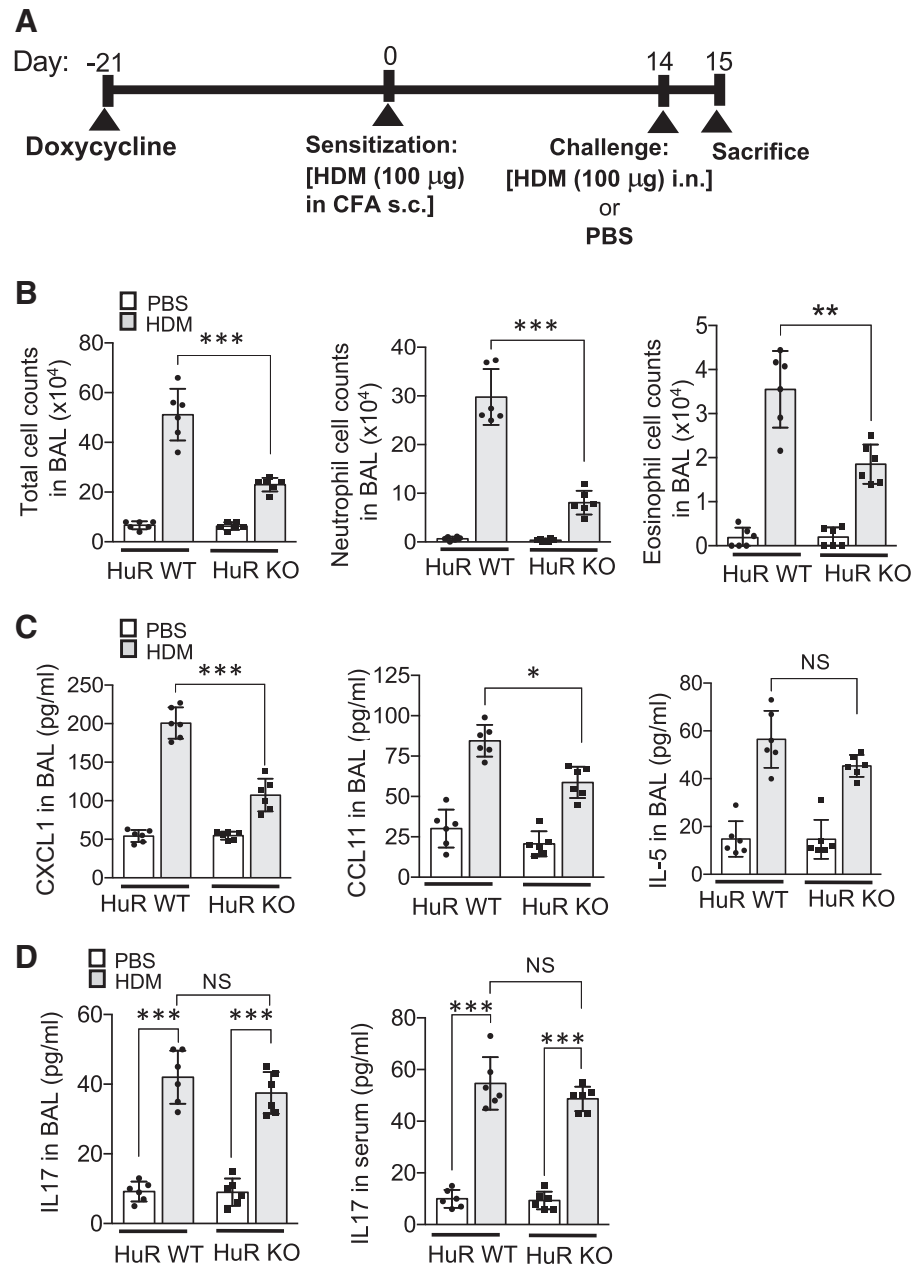 A
Day: -21 0 14 15
Doxycycline
Sensitization:
[HDM (100 µg)
in CFA s.c.]
Challenge:
[HDM (100 µg) i.n.]
or
PBS
Sacrifice
B
PBS
HDM
Total cell counts
in BAL (x10⁴)
80
60
40
20
0
***
HuR WT HuR KO
Neutrophil cell counts
in BAL (x10⁴)
40
30
20
10
0
***
HuR WT HuR KO
Eosinophil cell counts
in BAL (x10⁴)
5
4
3
2
1
0
**
HuR WT HuR KO
C
PBS
HDM
CXCL1 in BAL (pg/ml)
250
200
150
100
50
0
***
HuR WT HuR KO
CCL11 in BAL (pg/ml)
125
100
75
50
25
0
*
HuR WT HuR KO
IL-5 in BAL (pg/ml)
80
60
40
20
0
NS
HuR WT HuR KO
D
PBS
HDM
IL17 in BAL (pg/ml)
60
40
20
0
NS
*** ***
HuR WT HuR KO
IL17 in serum (pg/ml)
80
60
40
20
0
NS
***
***
HuR WT HuR KO